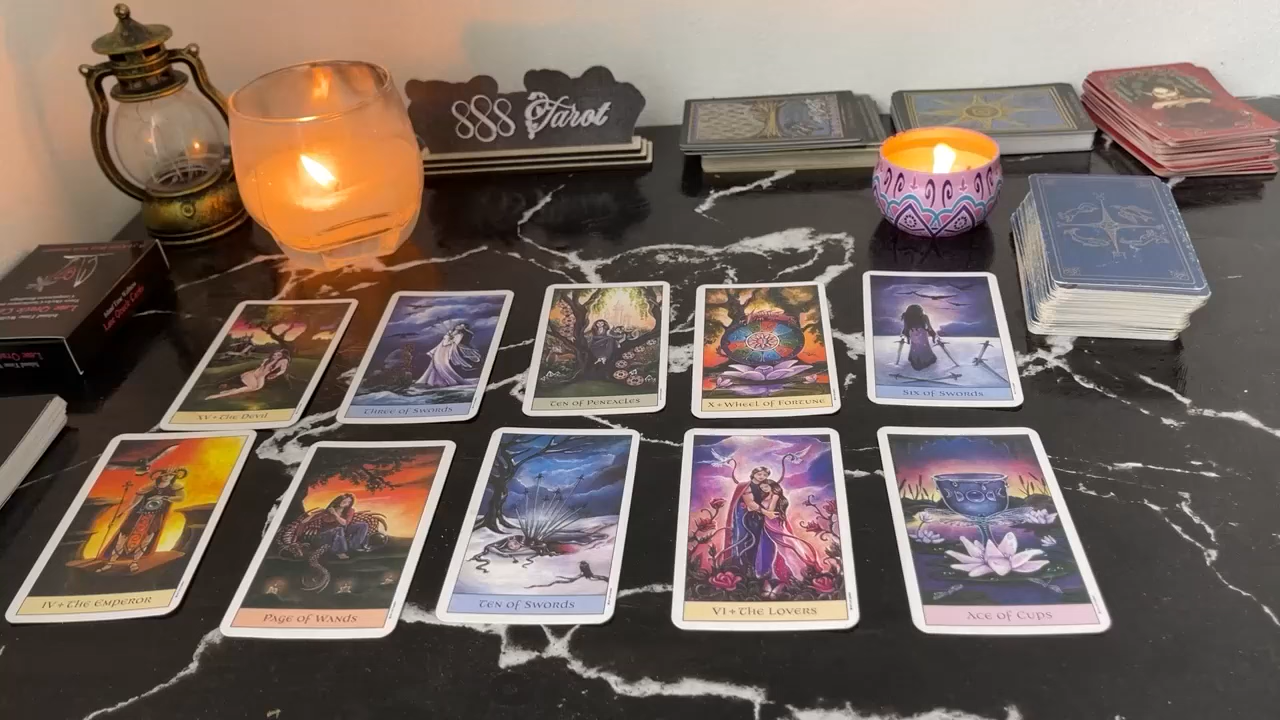 888 Tarot
XV + The Devil
Three of Swords
Ten of Pentacles
X + Wheel of Fortune
Six of Swords
IV + The Emperor
Page of Wands
Ten of Swords
VI + The Lovers
Ace of Cups